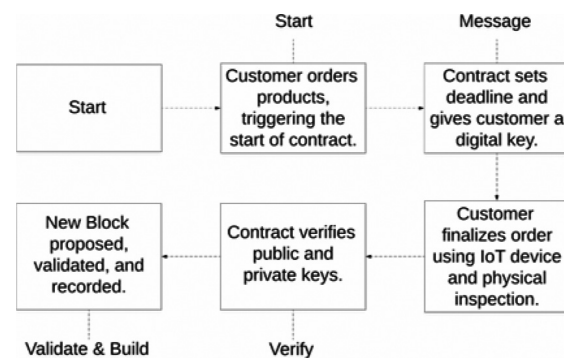 Start
Message
Start
Customer orders
products,
triggering the
start of contract.
Contract sets
deadline and
gives customer a
digital key.
New Block
proposed,
validated, and
recorded.
Contract verifies
public and
private keys.
Customer
finalizes order
using IoT device
and physical
inspection.
Validate & Build
Verify